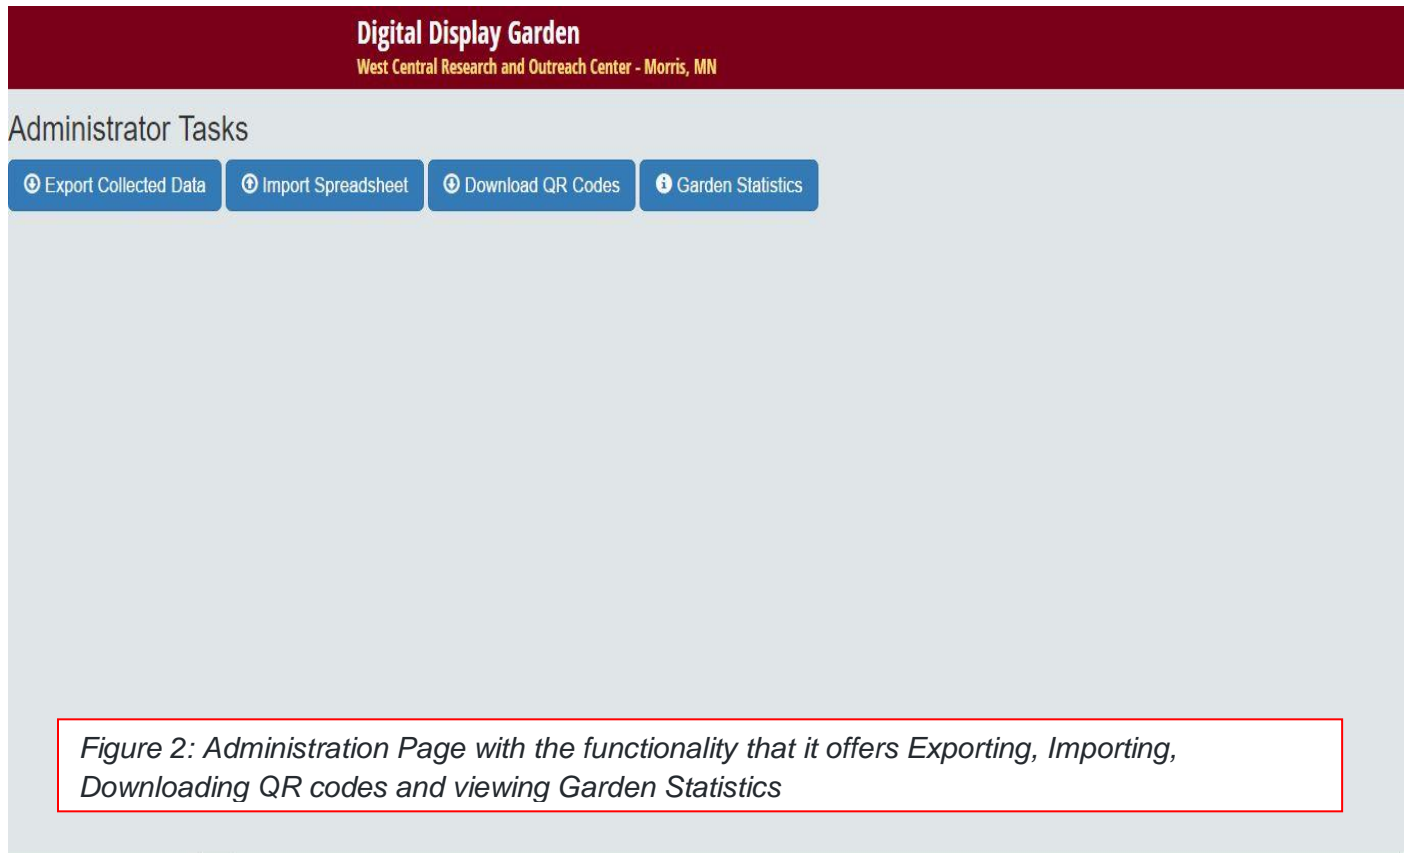 Digital Display Garden
West Central Research and Outreach Center - Morris, MN
Administrator Tasks
Export Collected Data Import Spreadsheet Download QR Codes Garden Statistics
Figure 2: Administration Page with the functionality that it offers Exporting, Importing,
Downloading QR codes and viewing Garden Statistics